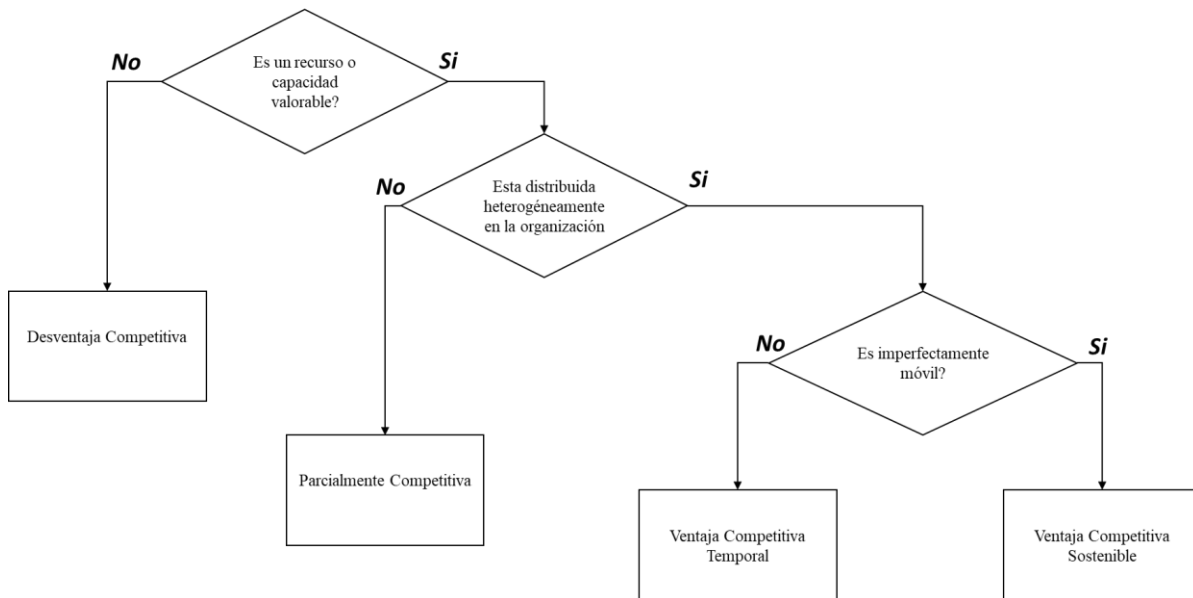 No
Si
Es un recurso o
capacidad
valorable?
No
Si
Esta distribuida
heterogéneamente
en la organización
Desventaja Competitiva
No
Si
Es imperfectamente
móvil?
Parcialmente Competitiva
Ventaja Competitiva
Temporal
Ventaja Competitiva
Sostenible